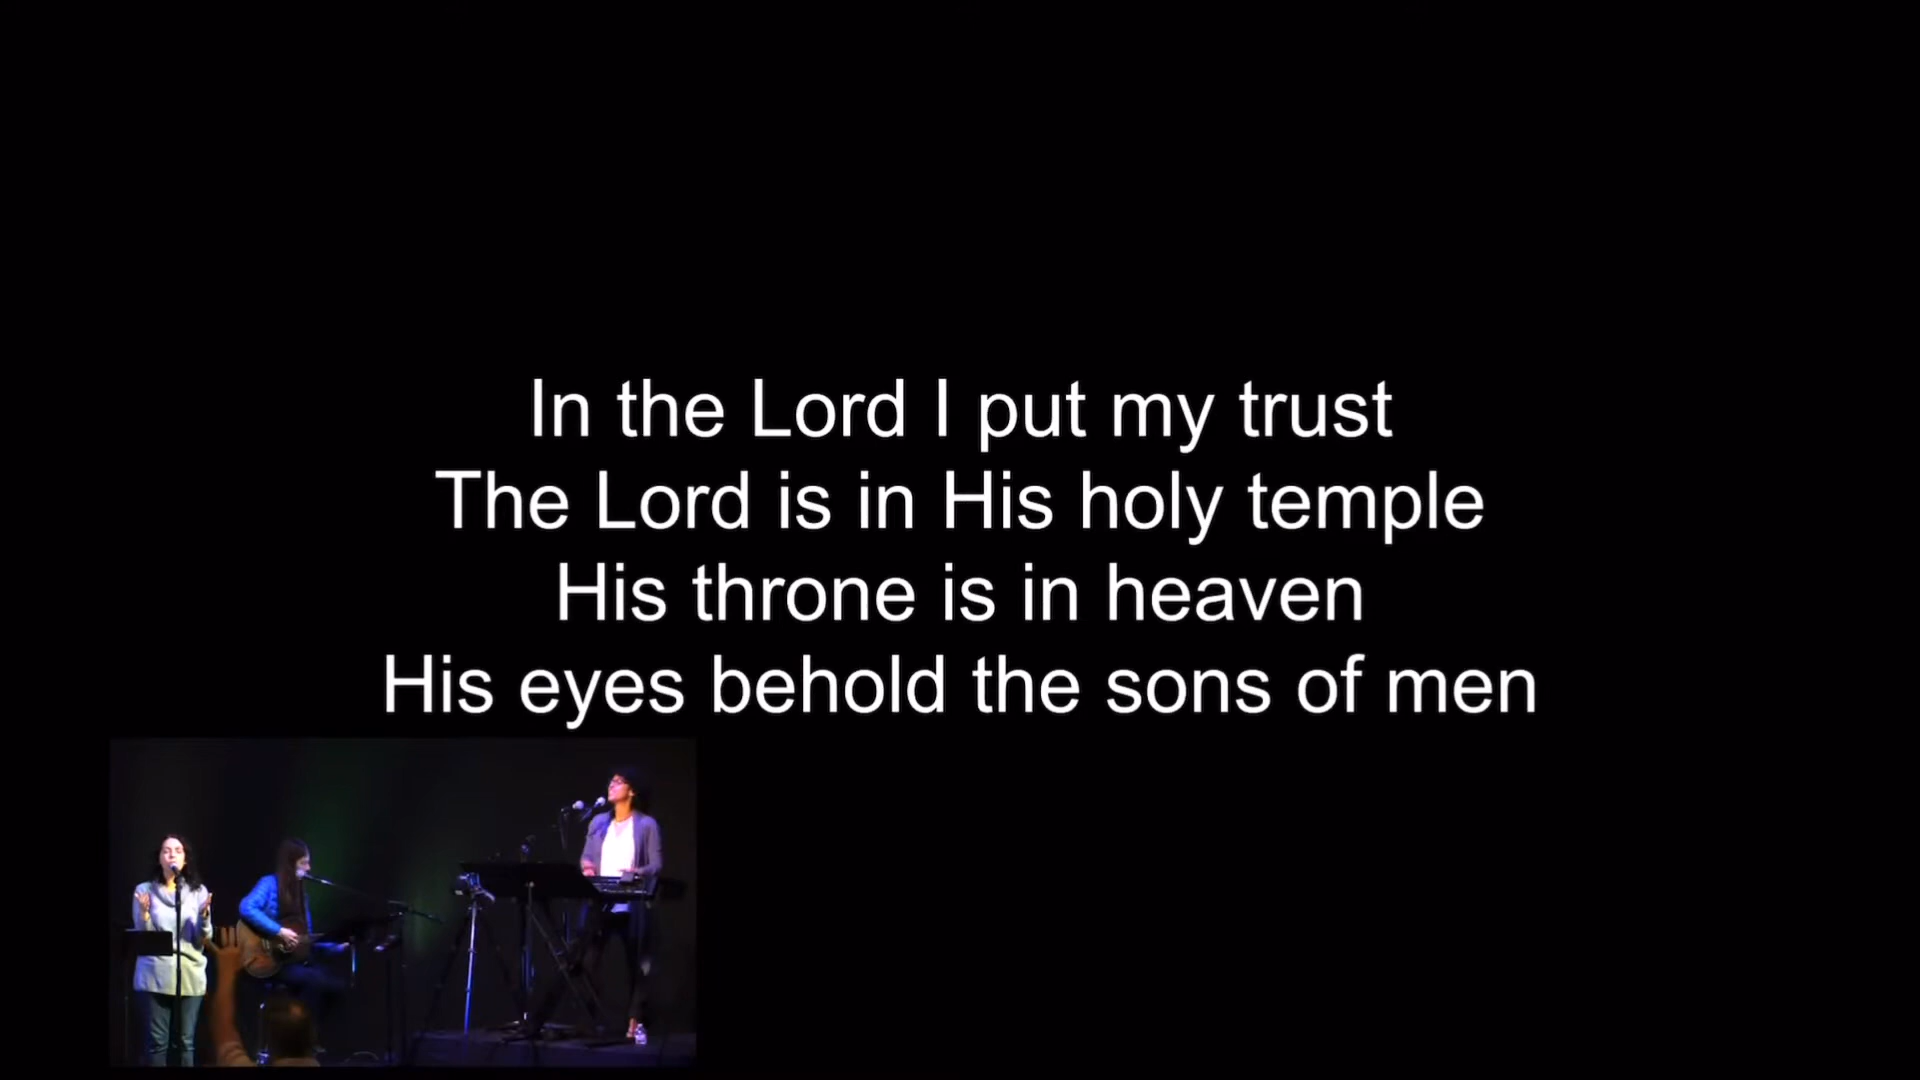 In the Lord I put my trust
The Lord is in His holy temple
His throne is in heaven
His eyes behold the sons of men